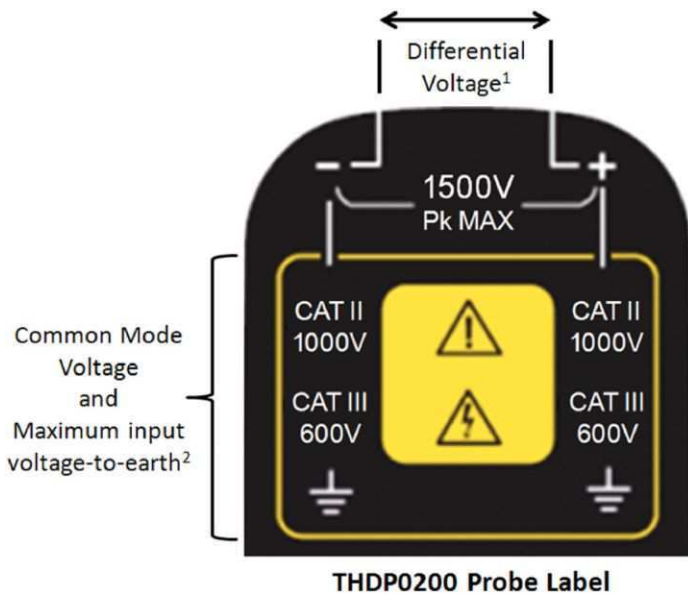 Differential
Voltage¹
- +
1500V
Pk MAX
CAT II
1000V
CAT II
1000V
Common Mode
Voltage
and
Maximum input
voltage-to-earth²
CAT III
600V
CAT III
600V
THDP0200 Probe Label